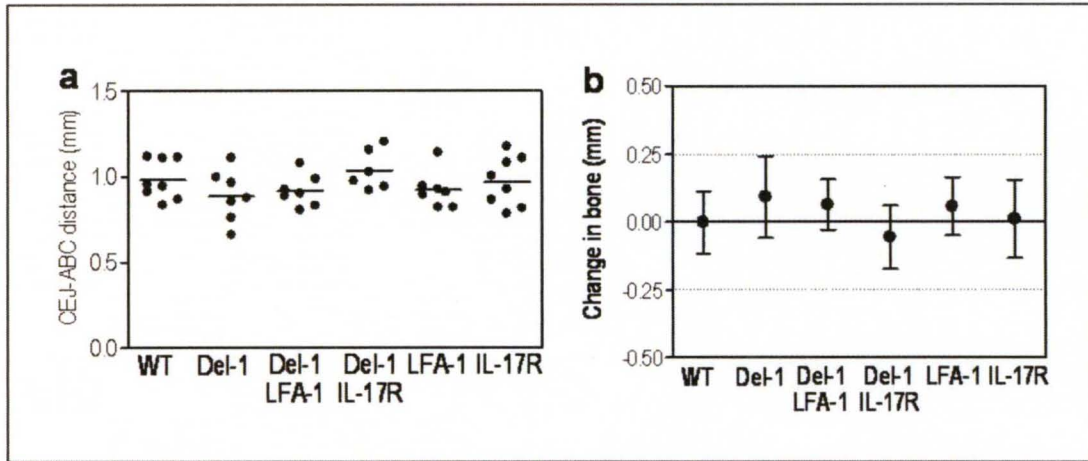 a
CEJ-ABC distance (mm)
1.5
1.0
0.5
0.0
WT Del-1 Del-1 Del-1 LFA-1 IL-17R
LFA-1 IL-17R
b
Change in bone (mm)
0.50
0.25
0.00
-0.25
-0.50
WT Del-1 Del-1 Del-1 LFA-1 IL-17R
LFA-1 IL-17R